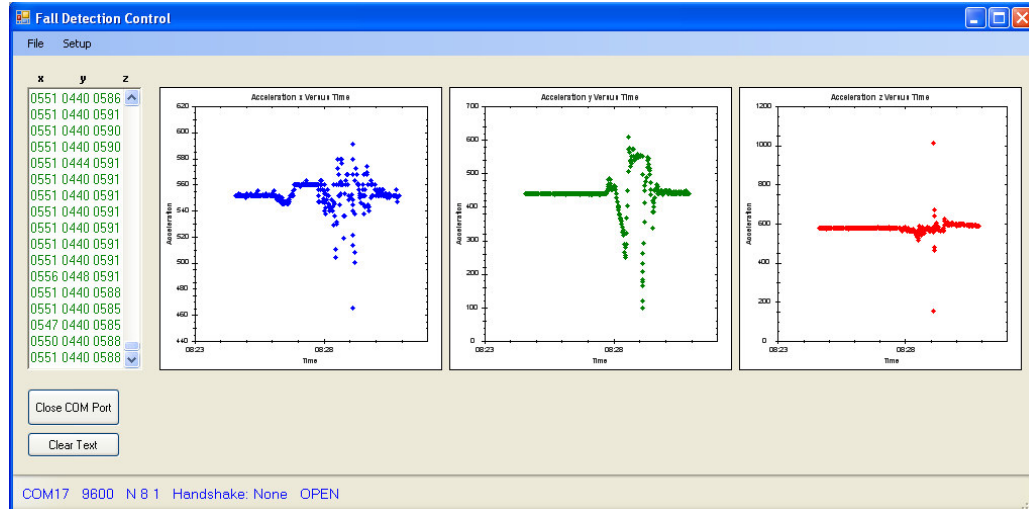 Fall Detection Control
File Setup
x y z
0551 0440 0586
0551 0440 0591
0551 0440 0590
0551 0440 0590
0551 0444 0591
0551 0440 0591
0551 0440 0591
0551 0440 0591
0551 0440 0591
0551 0440 0591
0551 0440 0591
0556 0448 0591
0551 0440 0588
0551 0440 0585
0547 0440 0585
0550 0440 0588
0551 0440 0588
Acceleration x Versus Time
620
600
580
560
540
520
500
480
460
440
Acceleration
08:23 08:28
Time
Acceleration y Versus Time
700
600
500
400
300
200
100
0
Acceleration
08:23 08:28
Time
Acceleration z Versus Time
1200
1000
800
600
400
200
0
Acceleration
08:23 08:28
Time
Close COM Port
Clear Text
COM17 9600 N 8 1 Handshake: None OPEN